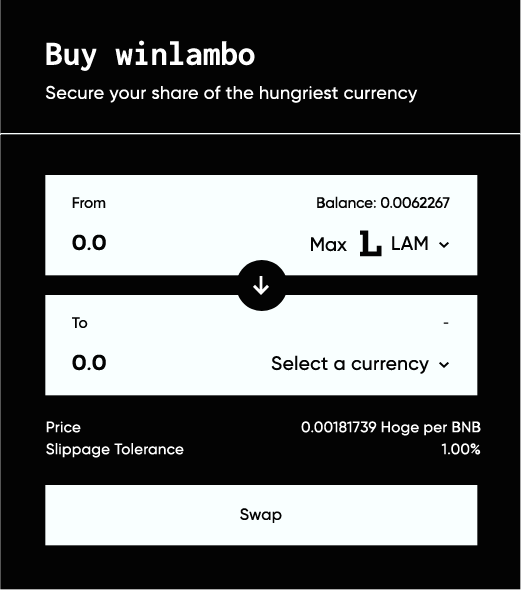 Buy winlambo
Secure your share of the hungriest currency
From Balance: 0.0062267
0.0 Max L LAM
To -
0.0 Select a currency
Price 0.00181739 Hoge per BNB
Slippage Tolerance 1.00%
Swap